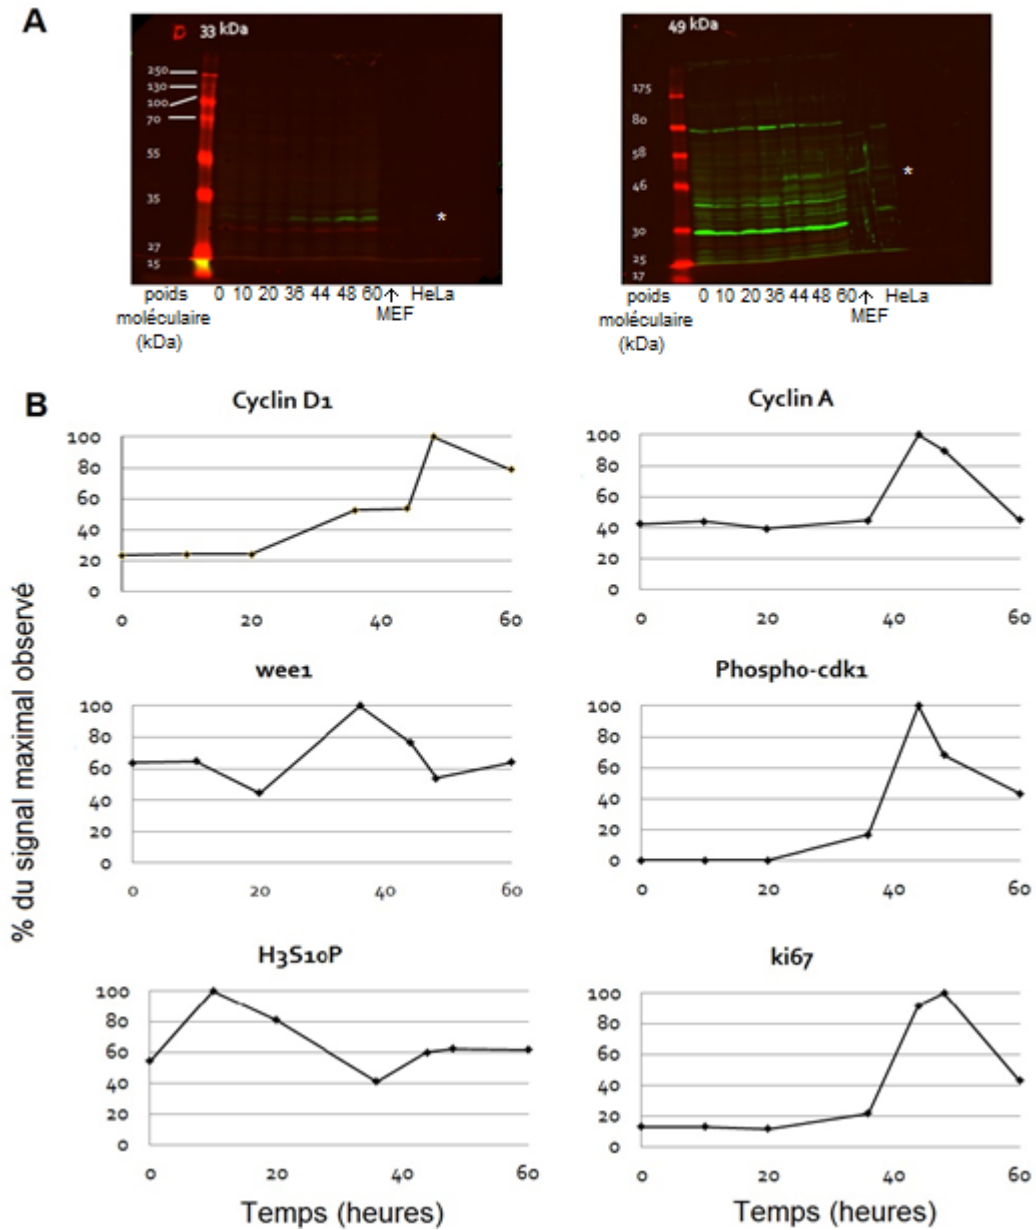 A
D 33 kDa
250
130
100
70
55
35
27
15
poids moléculaire (kDa)
0 10 20 36 44 48 60 ↑ HeLa
MEF
*
49 kDa
175
80
58
46
30
25
17
poids moléculaire (kDa)
0 10 20 36 44 48 60 ↑ HeLa
MEF
*
B
% du signal maximal observé
Cyclin D1
100
80
60
40
20
0
0 20 40 60
Cyclin A
100
80
60
40
20
0
0 20 40 60
wee1
100
80
60
40
20
0
0 20 40 60
Phospho-cdk1
100
80
60
40
20
0
0 20 40 60
H3S10P
100
80
60
40
20
0
0 20 40 60
Temps (heures)
ki67
100
80
60
40
20
0
0 20 40 60
Temps (heures)